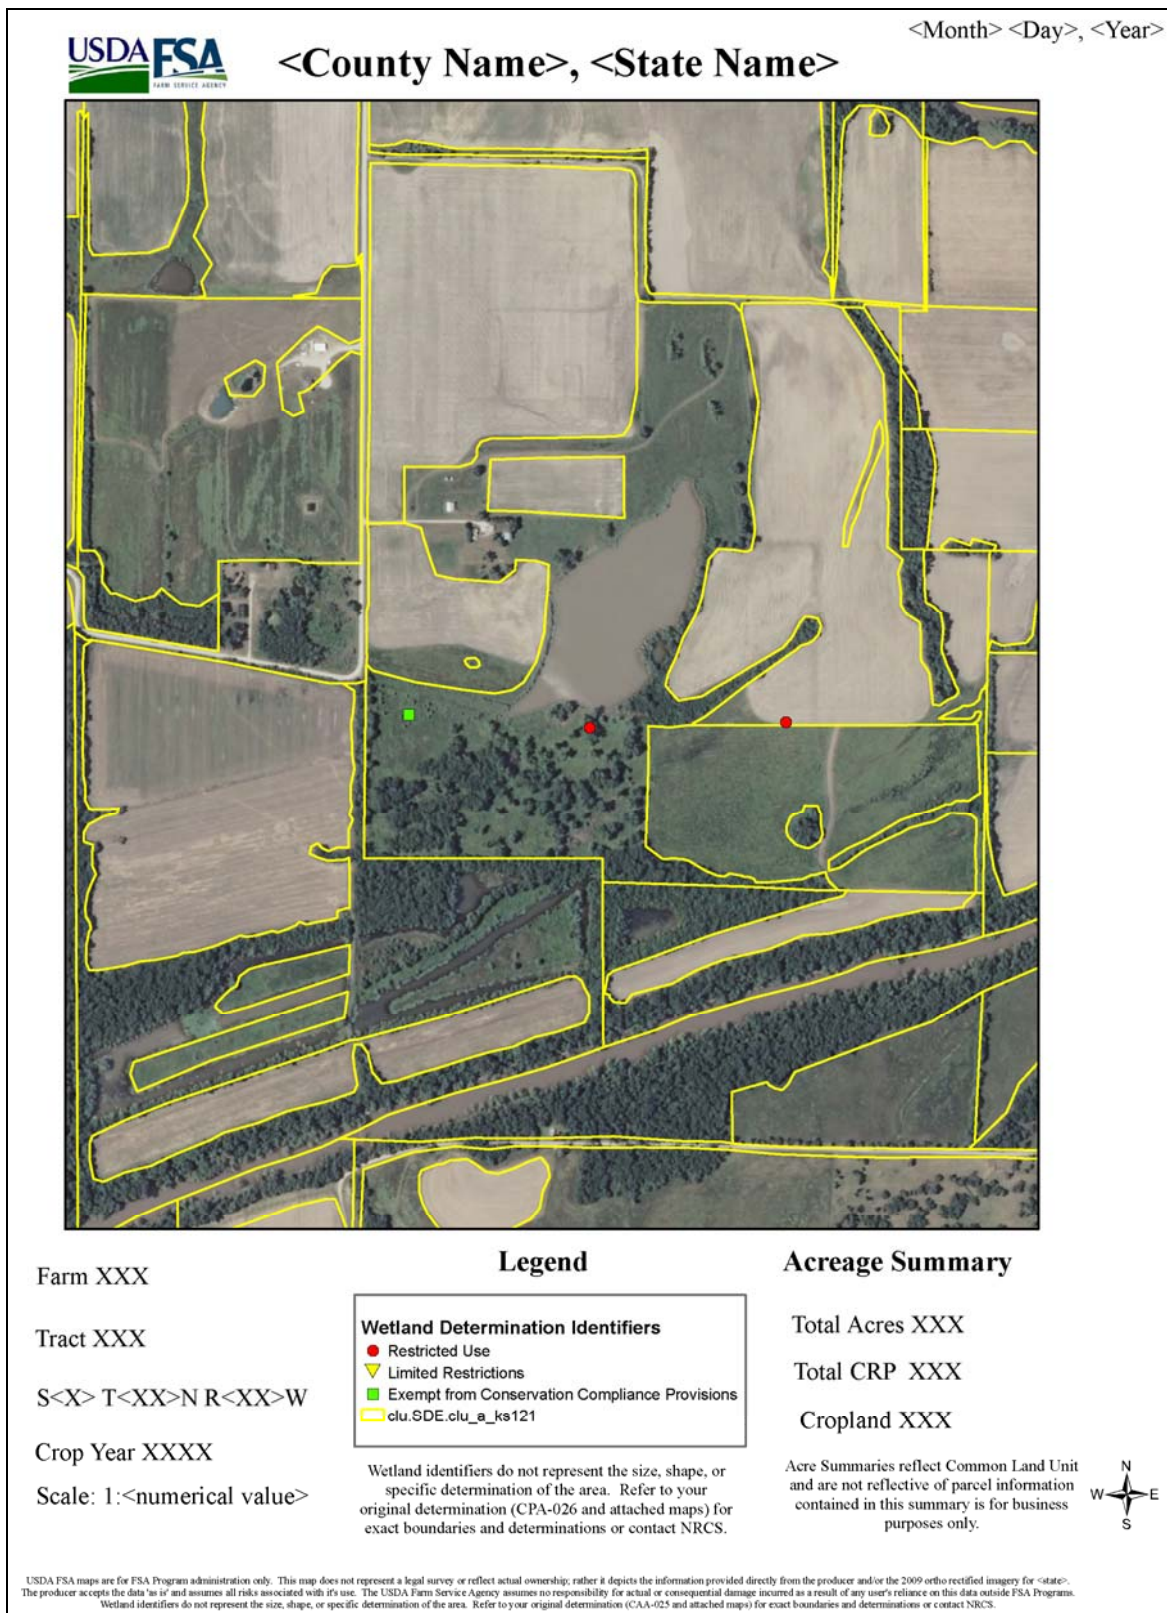 <Month> <Day>, <Year>
USDA FSA
FARM SERVICE AGENCY
<County Name>, <State Name>
Farm XXX
Tract XXX
S<X> T<XX>N R<XX>W
Crop Year XXXX
Scale: 1:<numerical value>
Legend
Wetland Determination Identifiers
Restricted Use
Limited Restrictions
Exempt from Conservation Compliance Provisions
clu.SDE.clu_a_ks121
Wetland identifiers do not represent the size, shape, or
specific determination of the area. Refer to your
original determination (CPA-026 and attached maps) for
exact boundaries and determinations or contact NRCS.
Acreage Summary
Total Acres XXX
Total CRP XXX
Cropland XXX
Acre Summaries reflect Common Land Unit
and are not reflective of parcel information
contained in this summary is for business
purposes only.
N
W E
S
USDA FSA maps are for FSA Program administration only. This map does not represent a legal survey or reflect actual ownership; rather it depicts the information provided directly from the producer and/or the 2009 ortho rectified imagery for <state>.
The producer accepts the data 'as is' and assumes all risks associated with it's use. The USDA Farm Service Agency assumes no responsibility for actual or consequential damage incurred as a result of any user's reliance on this data outside FSA Programs.
Wetland identifiers do not represent the size, shape, or specific determination of the area. Refer to your original determination (CAA-025 and attached maps) for exact boundaries and determinations or contact NRCS.